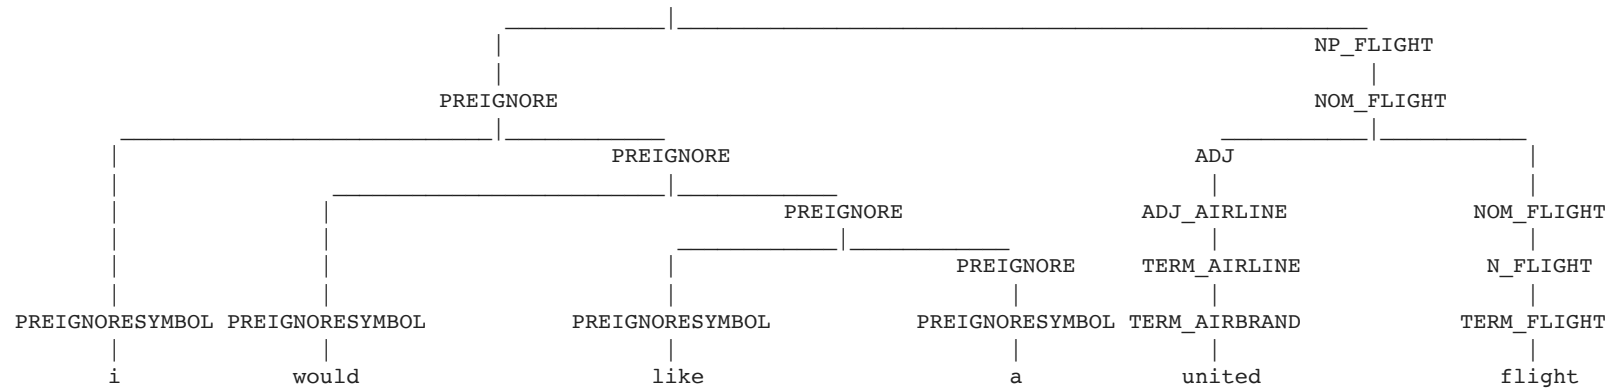 NP_FLIGHT
PREIGNORE NOM_FLIGHT
PREIGNORE ADJ
PREIGNORE ADJ_AIRLINE NOM_FLIGHT
PREIGNORE TERM_AIRLINE N_FLIGHT
PREIGNORESYMBOL PREIGNORESYMBOL PREIGNORESYMBOL PREIGNORESYMBOL TERM_AIRBRAND TERM_FLIGHT
i would like a united flight